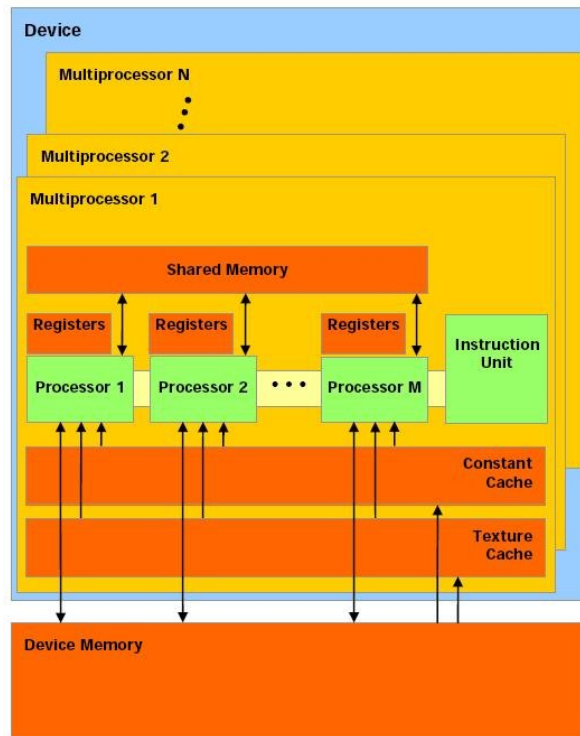 Device
Multiprocessor N
Multiprocessor 2
Multiprocessor 1
Shared Memory
Registers
Registers
Registers
Instruction
Unit
Processor 1
Processor 2
Processor M
Constant
Cache
Texture
Cache
Device Memory